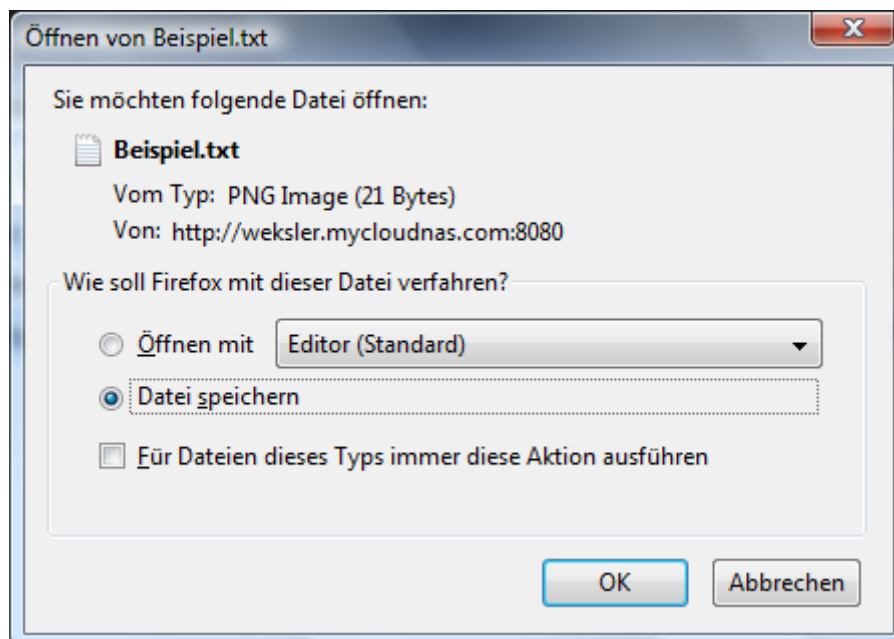 Öffnen von Beispiel.txt
Sie möchten folgende Datei öffnen:
Beispiel.txt
Vom Typ: PNG Image (21 Bytes)
Von: http://weksler.mycloudnas.com:8080
Wie soll Firefox mit dieser Datei verfahren?
Öffnen mit Editor (Standard)
Datei speichern
Für Dateien dieses Typs immer diese Aktion ausführen
OK Abbrechen